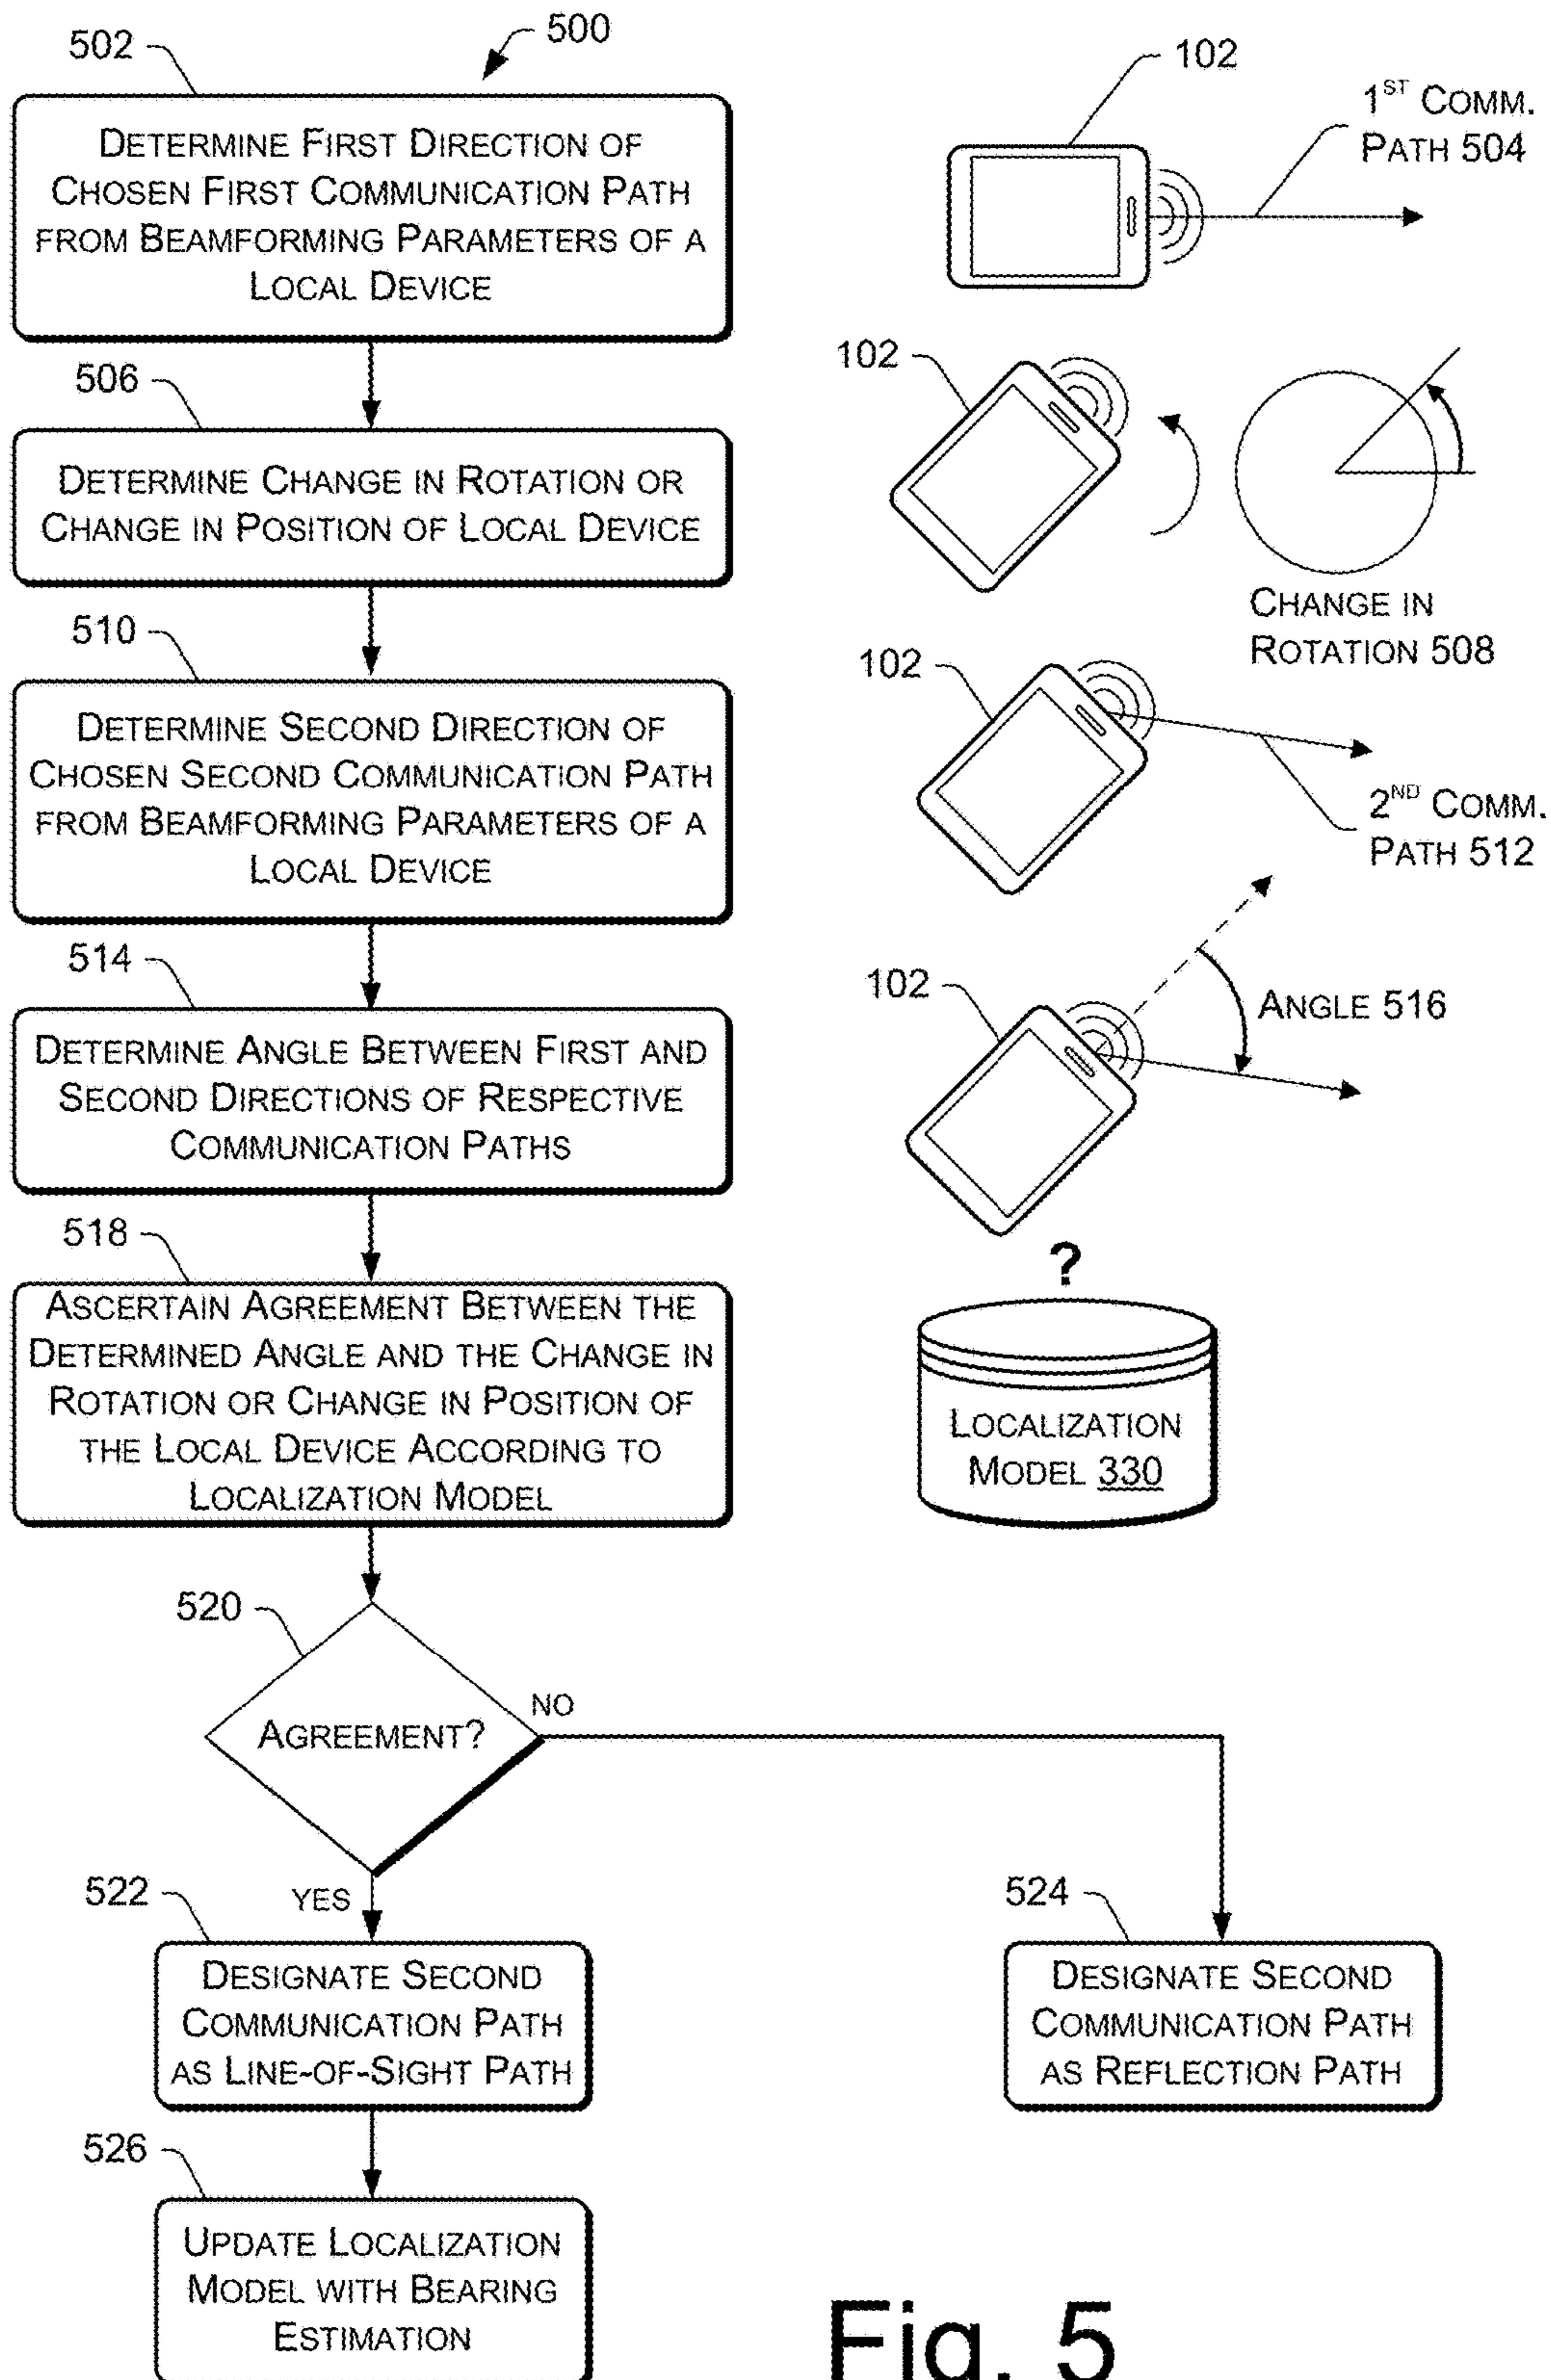 500
502
DETERMINE FIRST DIRECTION OF
CHOSEN FIRST COMMUNICATION PATH
FROM BEAMFORMING PARAMETERS OF A
LOCAL DEVICE
102
1ST COMM.
PATH 504
506
DETERMINE CHANGE IN ROTATION OR
CHANGE IN POSITION OF LOCAL DEVICE
102
CHANGE IN
ROTATION 508
510
DETERMINE SECOND DIRECTION OF
CHOSEN SECOND COMMUNICATION PATH
FROM BEAMFORMING PARAMETERS OF A
LOCAL DEVICE
102
2ND COMM.
PATH 512
514
DETERMINE ANGLE BETWEEN FIRST AND
SECOND DIRECTIONS OF RESPECTIVE
COMMUNICATION PATHS
102
ANGLE 516
518
ASCERTAIN AGREEMENT BETWEEN THE
DETERMINED ANGLE AND THE CHANGE IN
ROTATION OR CHANGE IN POSITION OF
THE LOCAL DEVICE ACCORDING TO
LOCALIZATION MODEL
?
LOCALIZATION
MODEL 330
520
AGREEMENT?
NO
YES
522
DESIGNATE SECOND
COMMUNICATION PATH
AS LINE-OF-SIGHT PATH
524
DESIGNATE SECOND
COMMUNICATION PATH
AS REFLECTION PATH
526
UPDATE LOCALIZATION
MODEL WITH BEARING
ESTIMATION
Fig. 5